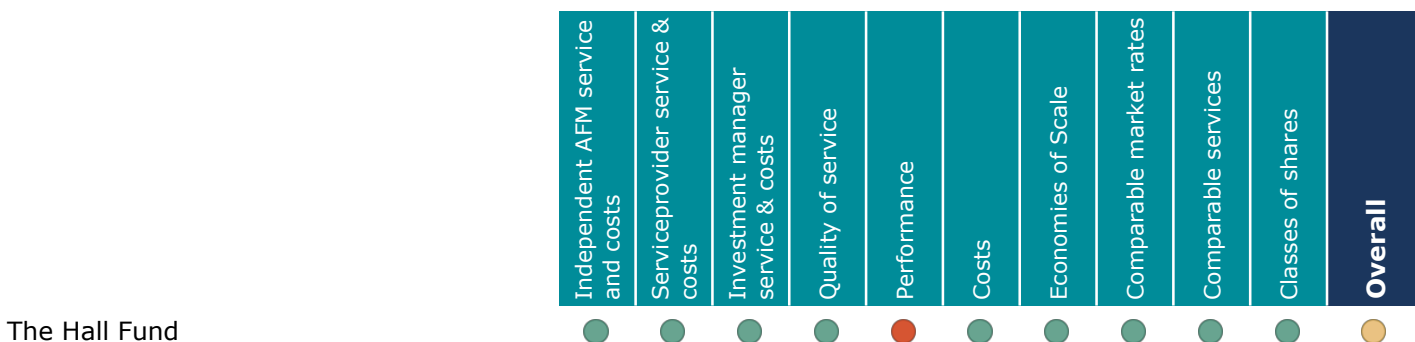 Independent AFM service
and costs
Serviceprovider service &
costs
Investment manager
service & costs
Quality of service
Performance
Costs
Economies of Scale
Comparable market rates
Comparable services
Classes of shares
Overall
The Hall Fund